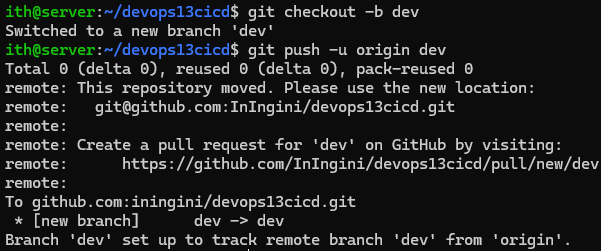 ith@server:~/devops13cicd$ git checkout -b dev
Switched to a new branch 'dev'
ith@server:~/devops13cicd$ git push -u origin dev
Total 0 (delta 0), reused 0 (delta 0), pack-reused 0
remote: This repository moved. Please use the new location:
remote:   git@github.com:InIngini/devops13cicd.git
remote:
remote: Create a pull request for 'dev' on GitHub by visiting:
remote:      https://github.com/InIngini/devops13cicd/pull/new/dev
remote:
To github.com:iningini/devops13cicd.git
 * [new branch]      dev -> dev
Branch 'dev' set up to track remote branch 'dev' from 'origin'.